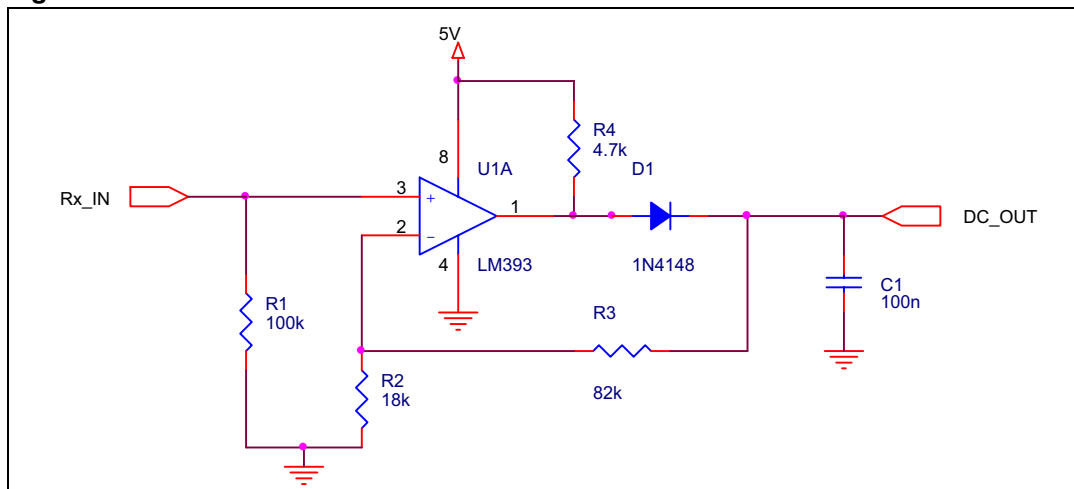 5V
R4
4.7k
D1
8
U1A
Rx_IN
3
+
1
DC_OUT
2
−
4
LM393
1N4148
C1
100n
R1
100k
R3
R2
18k
82k